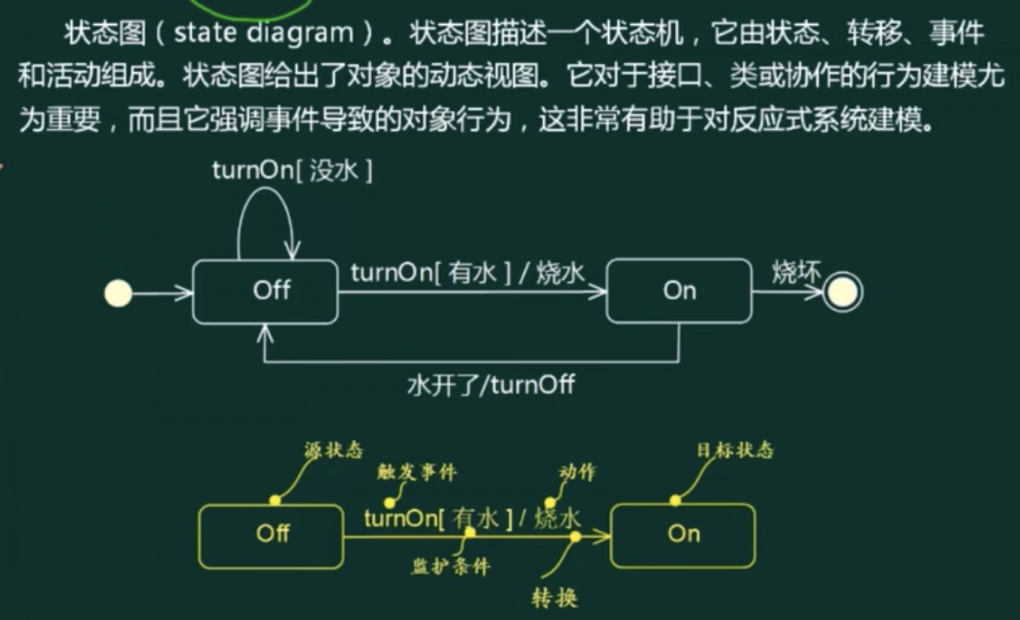 状态图（state diagram）。状态图描述一个状态机，它由状态、转移、事件
和活动组成。状态图给出了对象的动态视图。它对于接口、类或协作的行为建模尤
为重要，而且它强调事件导致的对象行为，这非常有助于对反应式系统建模。
turnOn[ 没水 ]
Off
turnOn[ 有水 ] / 烧水
On
烧坏
水开了/turnOff
源状态
触发事件
动作
目标状态
Off
turnOn[ 有水 ] / 烧水
On
监护条件
转换